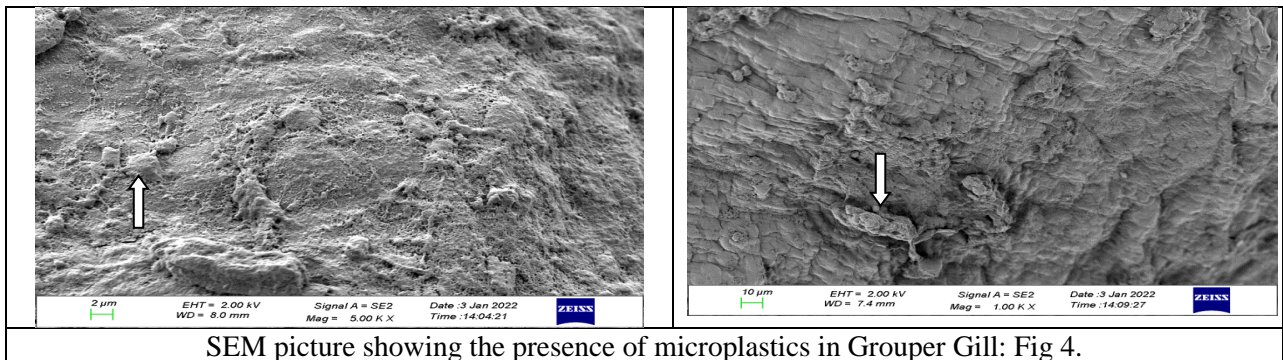 2 µm
EHT = 2.00 kV
WD = 8.0 mm
Signal A = SE2
Mag = 5.00 K X
Date :3 Jan 2022
Time :14:04:21
ZEISS
10 µm
EHT = 2.00 kV
WD = 7.4 mm
Signal A = SE2
Mag = 1.00 K X
Date :3 Jan 2022
Time :14:09:27
ZEISS
SEM picture showing the presence of microplastics in Grouper Gill: Fig 4.